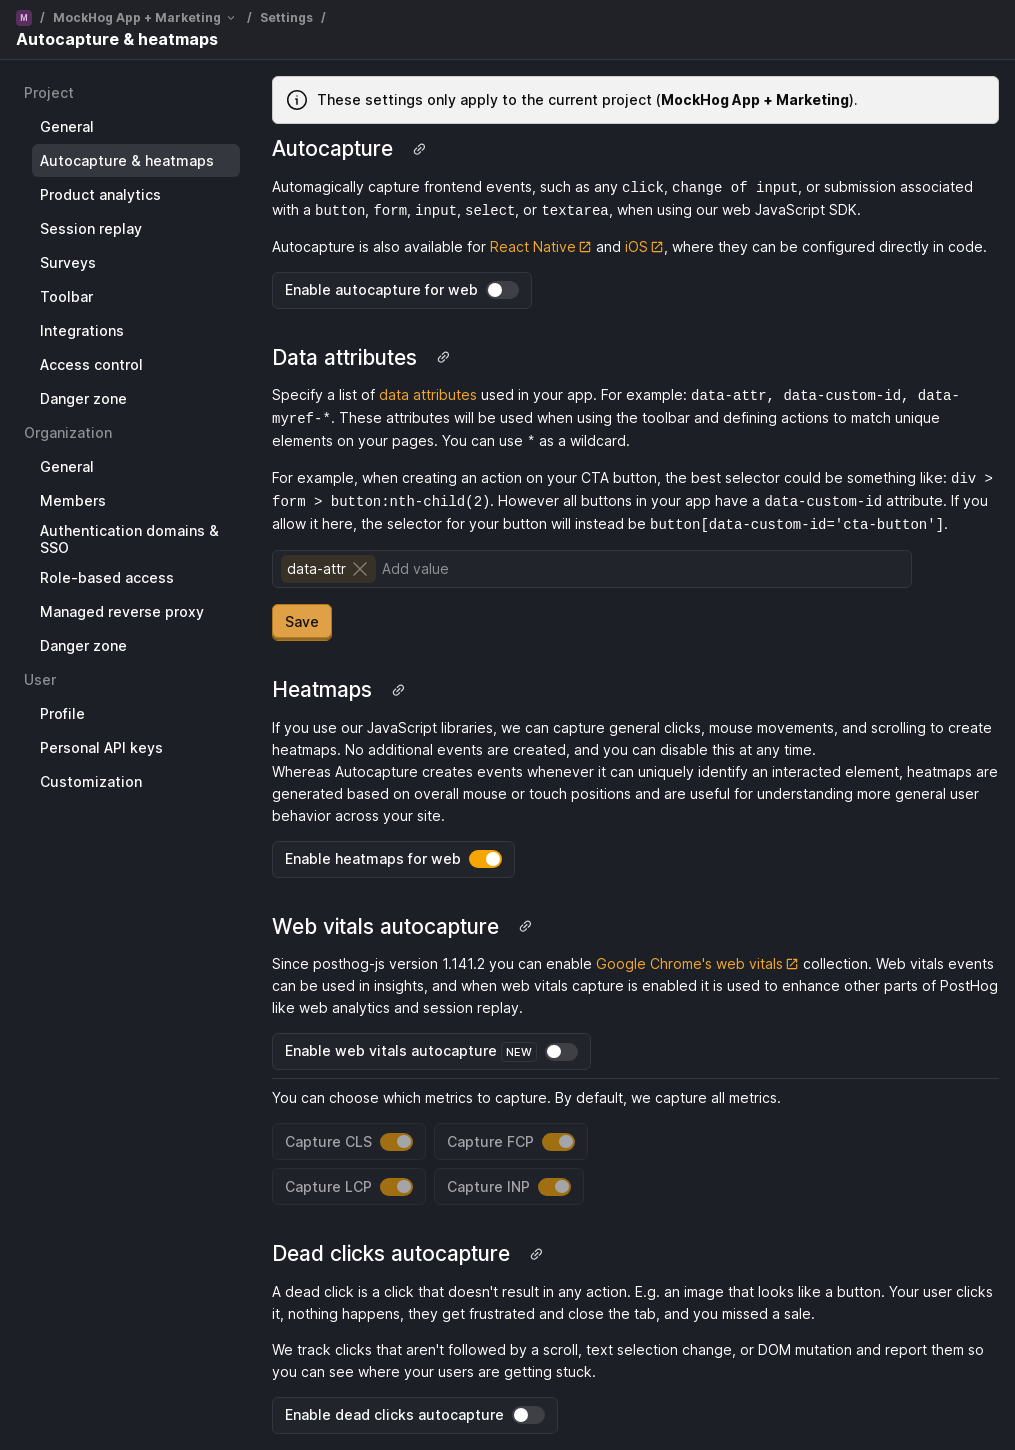 M / MockHog App + Marketing / Settings /
Autocapture & heatmaps
Project
General
Autocapture & heatmaps
Product analytics
Session replay
Surveys
Toolbar
Integrations
Access control
Danger zone
Organization
General
Members
Authentication domains &
SSO
Role-based access
Managed reverse proxy
Danger zone
User
Profile
Personal API keys
Customization
These settings only apply to the current project (MockHog App + Marketing).
Autocapture
Automagically capture frontend events, such as any click, change of input, or submission associated
with a button, form, input, select, or textarea, when using our web JavaScript SDK.
Autocapture is also available for React Native and iOS, where they can be configured directly in code.
Enable autocapture for web
Data attributes
Specify a list of data attributes used in your app. For example: data-attr, data-custom-id, data-
myref-*. These attributes will be used when using the toolbar and defining actions to match unique
elements on your pages. You can use * as a wildcard.
For example, when creating an action on your CTA button, the best selector could be something like: div >
form > button:nth-child(2). However all buttons in your app have a data-custom-id attribute. If you
allow it here, the selector for your button will instead be button[data-custom-id='cta-button'].
data-attr Add value
Save
Heatmaps
If you use our JavaScript libraries, we can capture general clicks, mouse movements, and scrolling to create
heatmaps. No additional events are created, and you can disable this at any time.
Whereas Autocapture creates events whenever it can uniquely identify an interacted element, heatmaps are
generated based on overall mouse or touch positions and are useful for understanding more general user
behavior across your site.
Enable heatmaps for web
Web vitals autocapture
Since posthog-js version 1.141.2 you can enable Google Chrome's web vitals collection. Web vitals events
can be used in insights, and when web vitals capture is enabled it is used to enhance other parts of PostHog
like web analytics and session replay.
Enable web vitals autocapture NEW
You can choose which metrics to capture. By default, we capture all metrics.
Capture CLS Capture FCP
Capture LCP Capture INP
Dead clicks autocapture
A dead click is a click that doesn't result in any action. E.g. an image that looks like a button. Your user clicks
it, nothing happens, they get frustrated and close the tab, and you missed a sale.
We track clicks that aren't followed by a scroll, text selection change, or DOM mutation and report them so
you can see where your users are getting stuck.
Enable dead clicks autocapture